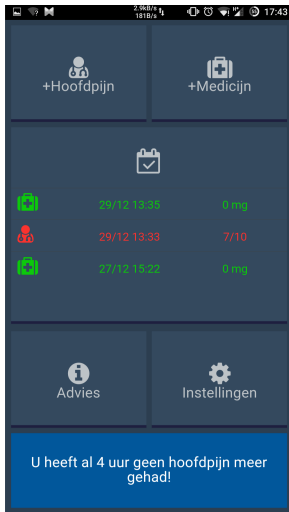 2.9kB/s
181B/s
17:43
+Hoofdpijn
+Medicijn
29/12 13:35 0 mg
29/12 13:33 7/10
27/12 15:22 0 mg
Advies
Instellingen
U heeft al 4 uur geen hoofdpijn meer
gehad!